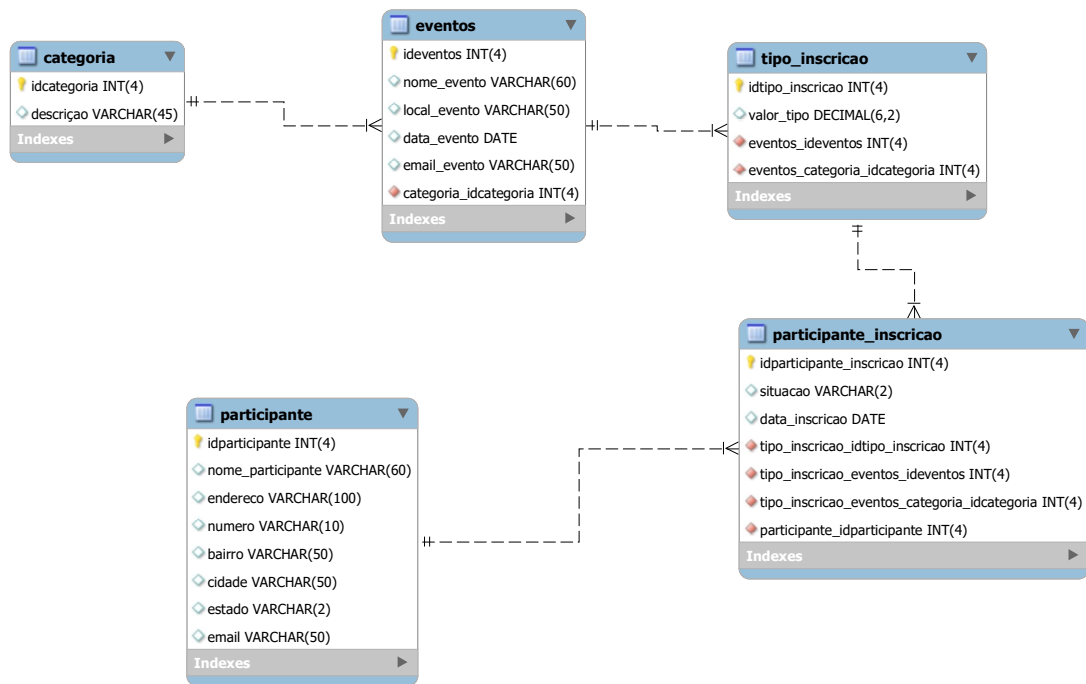 categoria
idcategoria INT(4)
descriçao VARCHAR(45)
Indexes
eventos
ideventos INT(4)
nome_evento VARCHAR(60)
local_evento VARCHAR(50)
data_evento DATE
email_evento VARCHAR(50)
categoria_idcategoria INT(4)
Indexes
tipo_inscricao
idtipo_inscricao INT(4)
valor_tipo DECIMAL(6,2)
eventos_ideventos INT(4)
eventos_categoria_idcategoria INT(4)
Indexes
participante_inscricao
idparticipante_inscricao INT(4)
situacao VARCHAR(2)
data_inscricao DATE
tipo_inscricao_idtipo_inscricao INT(4)
tipo_inscricao_eventos_ideventos INT(4)
tipo_inscricao_eventos_categoria_idcategoria INT(4)
participante_idparticipante INT(4)
Indexes
participante
idparticipante INT(4)
nome_participante VARCHAR(60)
endereco VARCHAR(100)
numero VARCHAR(10)
bairro VARCHAR(50)
cidade VARCHAR(50)
estado VARCHAR(2)
email VARCHAR(50)
Indexes